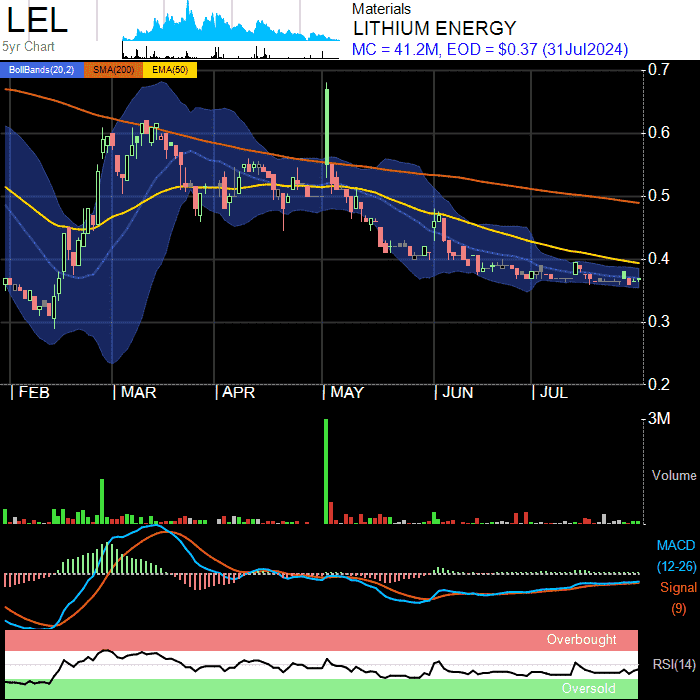 LEL
5yr Chart
Materials
LITHIUM ENERGY
MC = 41.2M, EOD = $0.37 (31Jul2024)
BollBands(20,2) SMA(200) EMA(50)
0.7
0.6
0.5
0.4
0.3
0.2
FEB MAR APR MAY JUN JUL
3M
Volume
MACD
(12-26)
Signal
(9)
Overbought
RSI(14)
Oversold